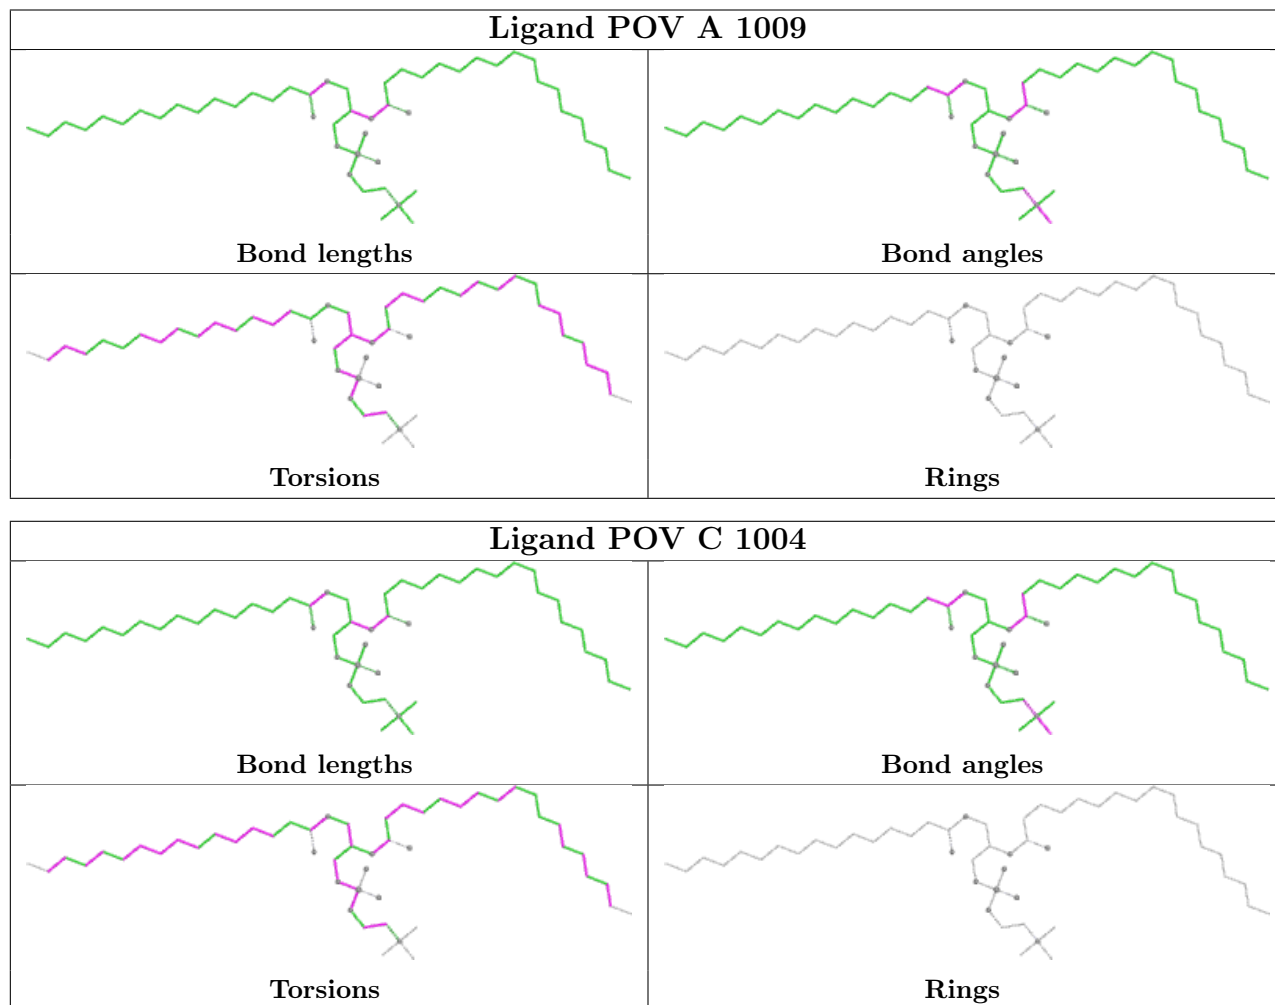 Ligand POV A 1009
Bond lengths
Bond angles
Torsions
Rings
Ligand POV C 1004
Bond lengths
Bond angles
Torsions
Rings